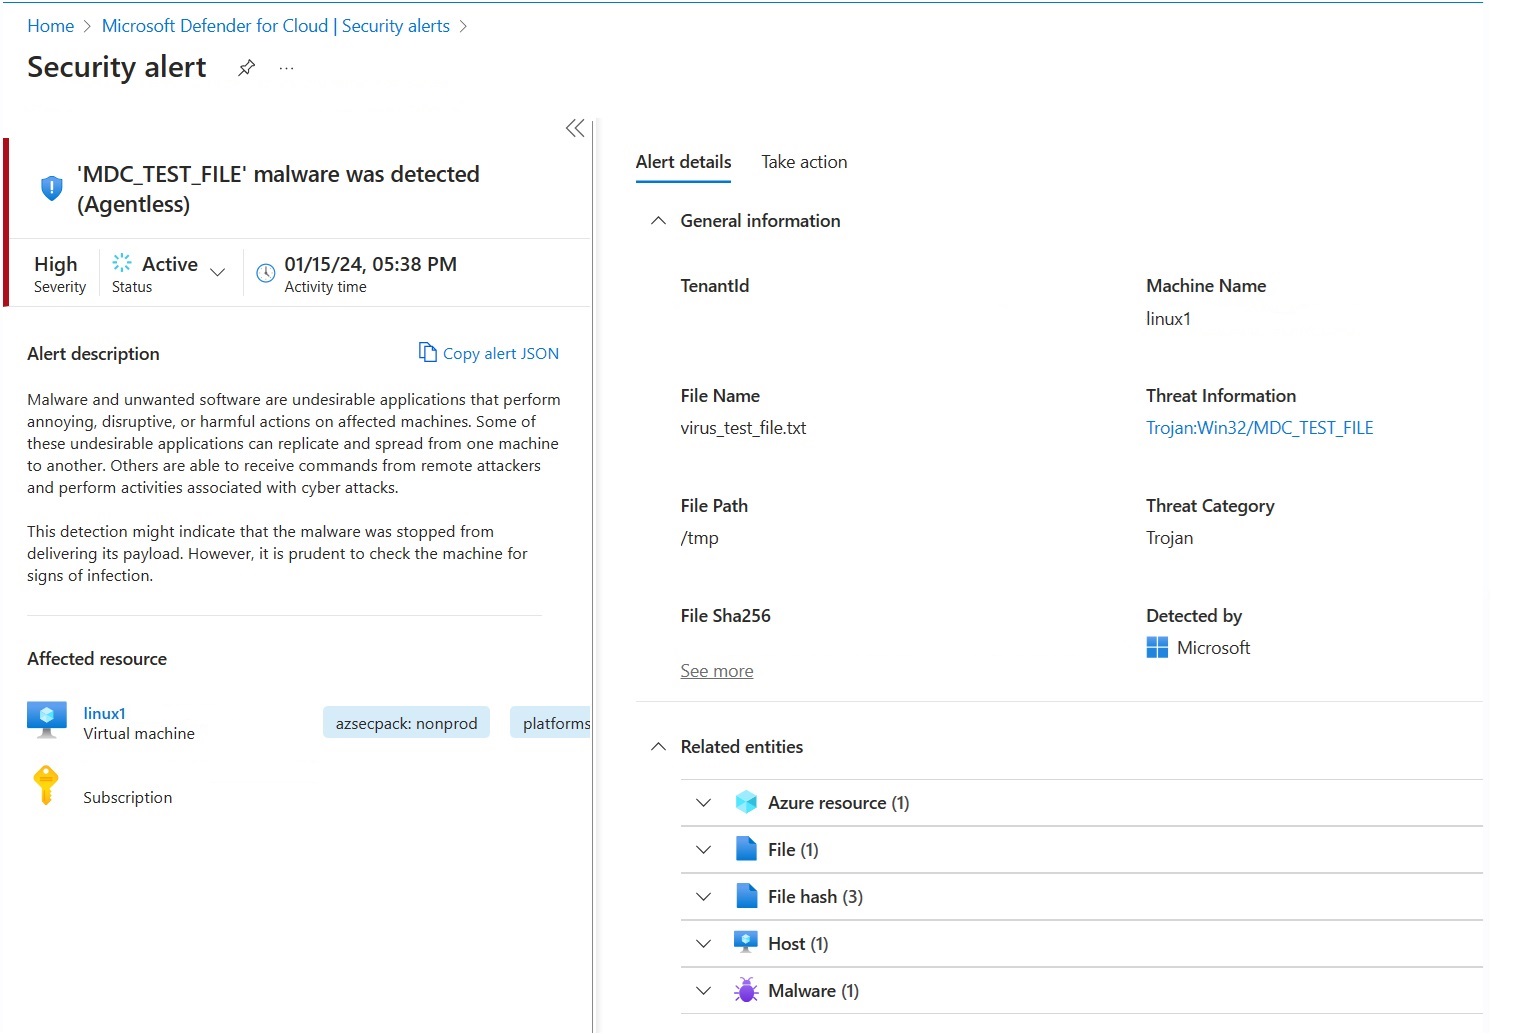 Home > Microsoft Defender for Cloud | Security alerts >
Security alert ...
'MDC_TEST_FILE' malware was detected
(Agentless)
High
Severity
Active
Status
01/15/24, 05:38 PM
Activity time
Alert description
Copy alert JSON
Malware and unwanted software are undesirable applications that perform
annoying, disruptive, or harmful actions on affected machines. Some of
these undesirable applications can replicate and spread from one machine
to another. Others are able to receive commands from remote attackers
and perform activities associated with cyber attacks.
This detection might indicate that the malware was stopped from
delivering its payload. However, it is prudent to check the machine for
signs of infection.
Affected resource
linux1
Virtual machine
azsecpack: nonprod
platforms
Subscription
Alert details
Take action
General information
TenantId
Machine Name
linux1
File Name
virus_test_file.txt
Threat Information
Trojan:Win32/MDC_TEST_FILE
File Path
/tmp
Threat Category
Trojan
File Sha256
Detected by
Microsoft
See more
Related entities
Azure resource (1)
File (1)
File hash (3)
Host (1)
Malware (1)